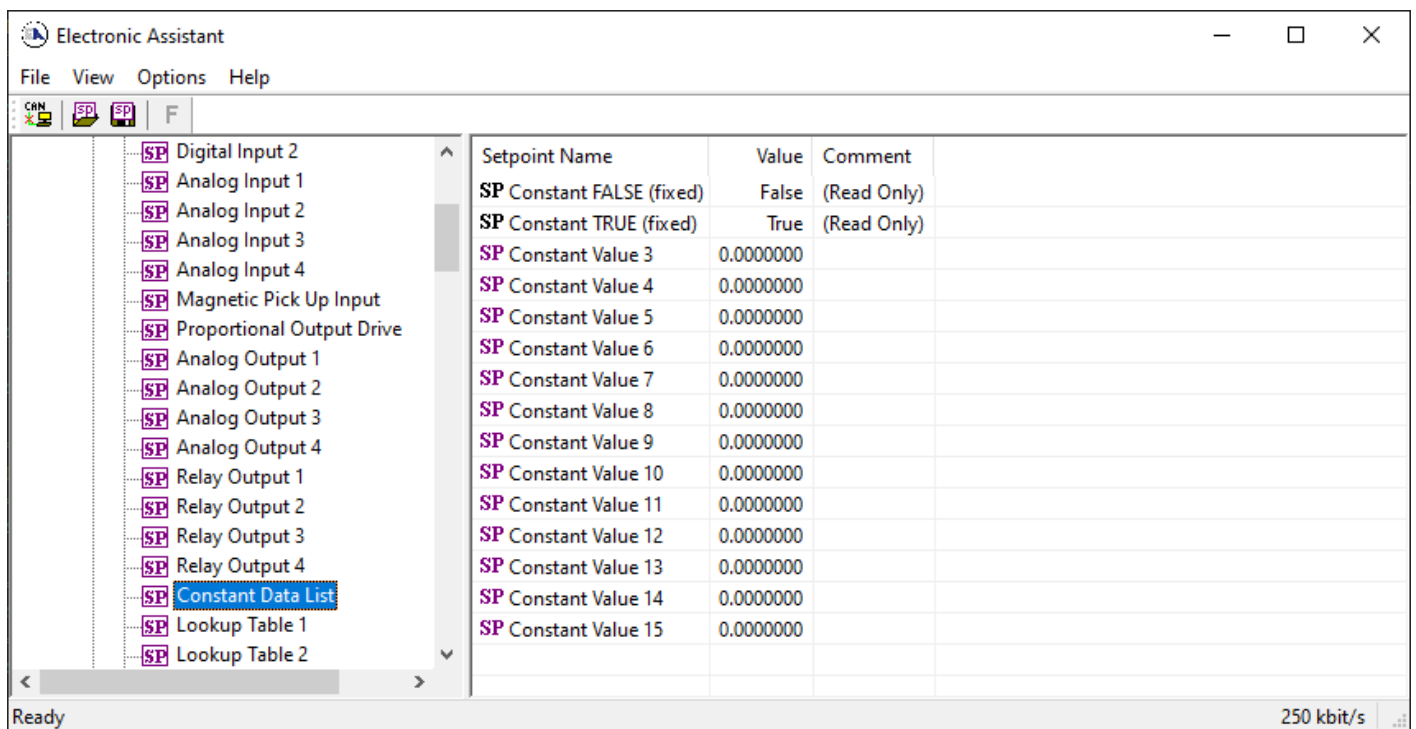 Electronic Assistant
File View Options Help
CAN SP SP F
SP Digital Input 2
SP Analog Input 1
SP Analog Input 2
SP Analog Input 3
SP Analog Input 4
SP Magnetic Pick Up Input
SP Proportional Output Drive
SP Analog Output 1
SP Analog Output 2
SP Analog Output 3
SP Analog Output 4
SP Relay Output 1
SP Relay Output 2
SP Relay Output 3
SP Relay Output 4
SP Constant Data List
SP Lookup Table 1
SP Lookup Table 2
Setpoint Name Value Comment
SP Constant FALSE (fixed) False (Read Only)
SP Constant TRUE (fixed) True (Read Only)
SP Constant Value 3 0.0000000
SP Constant Value 4 0.0000000
SP Constant Value 5 0.0000000
SP Constant Value 6 0.0000000
SP Constant Value 7 0.0000000
SP Constant Value 8 0.0000000
SP Constant Value 9 0.0000000
SP Constant Value 10 0.0000000
SP Constant Value 11 0.0000000
SP Constant Value 12 0.0000000
SP Constant Value 13 0.0000000
SP Constant Value 14 0.0000000
SP Constant Value 15 0.0000000
Ready 250 kbit/s